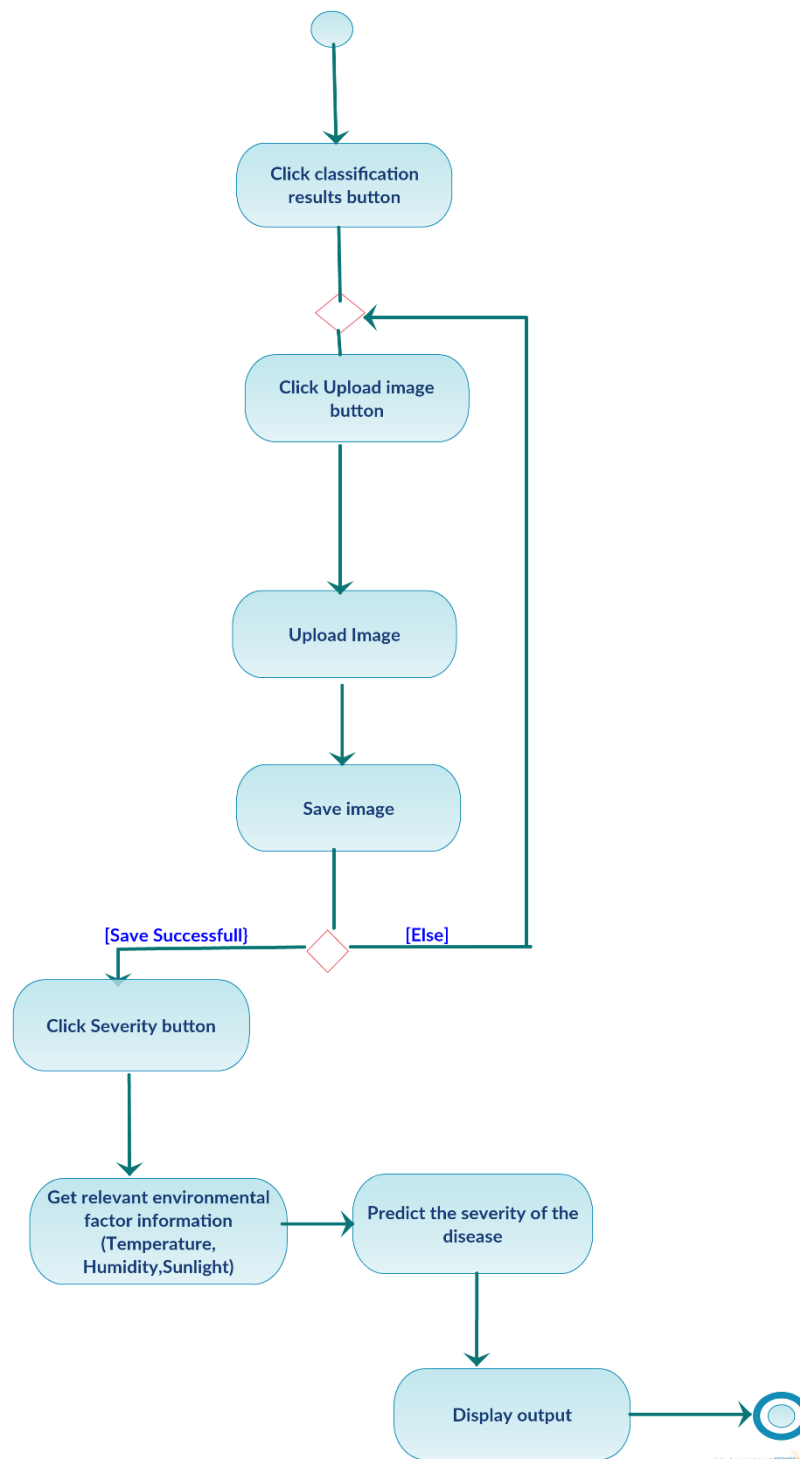 Click classification
results button
Click Upload image
button
Upload Image
Save image
[Save Successfull}
[Else]
Click Severity button
Get relevant environmental
factor information
(Temperature,
Humidity,Sunlight)
Predict the severity of the
disease
Display output